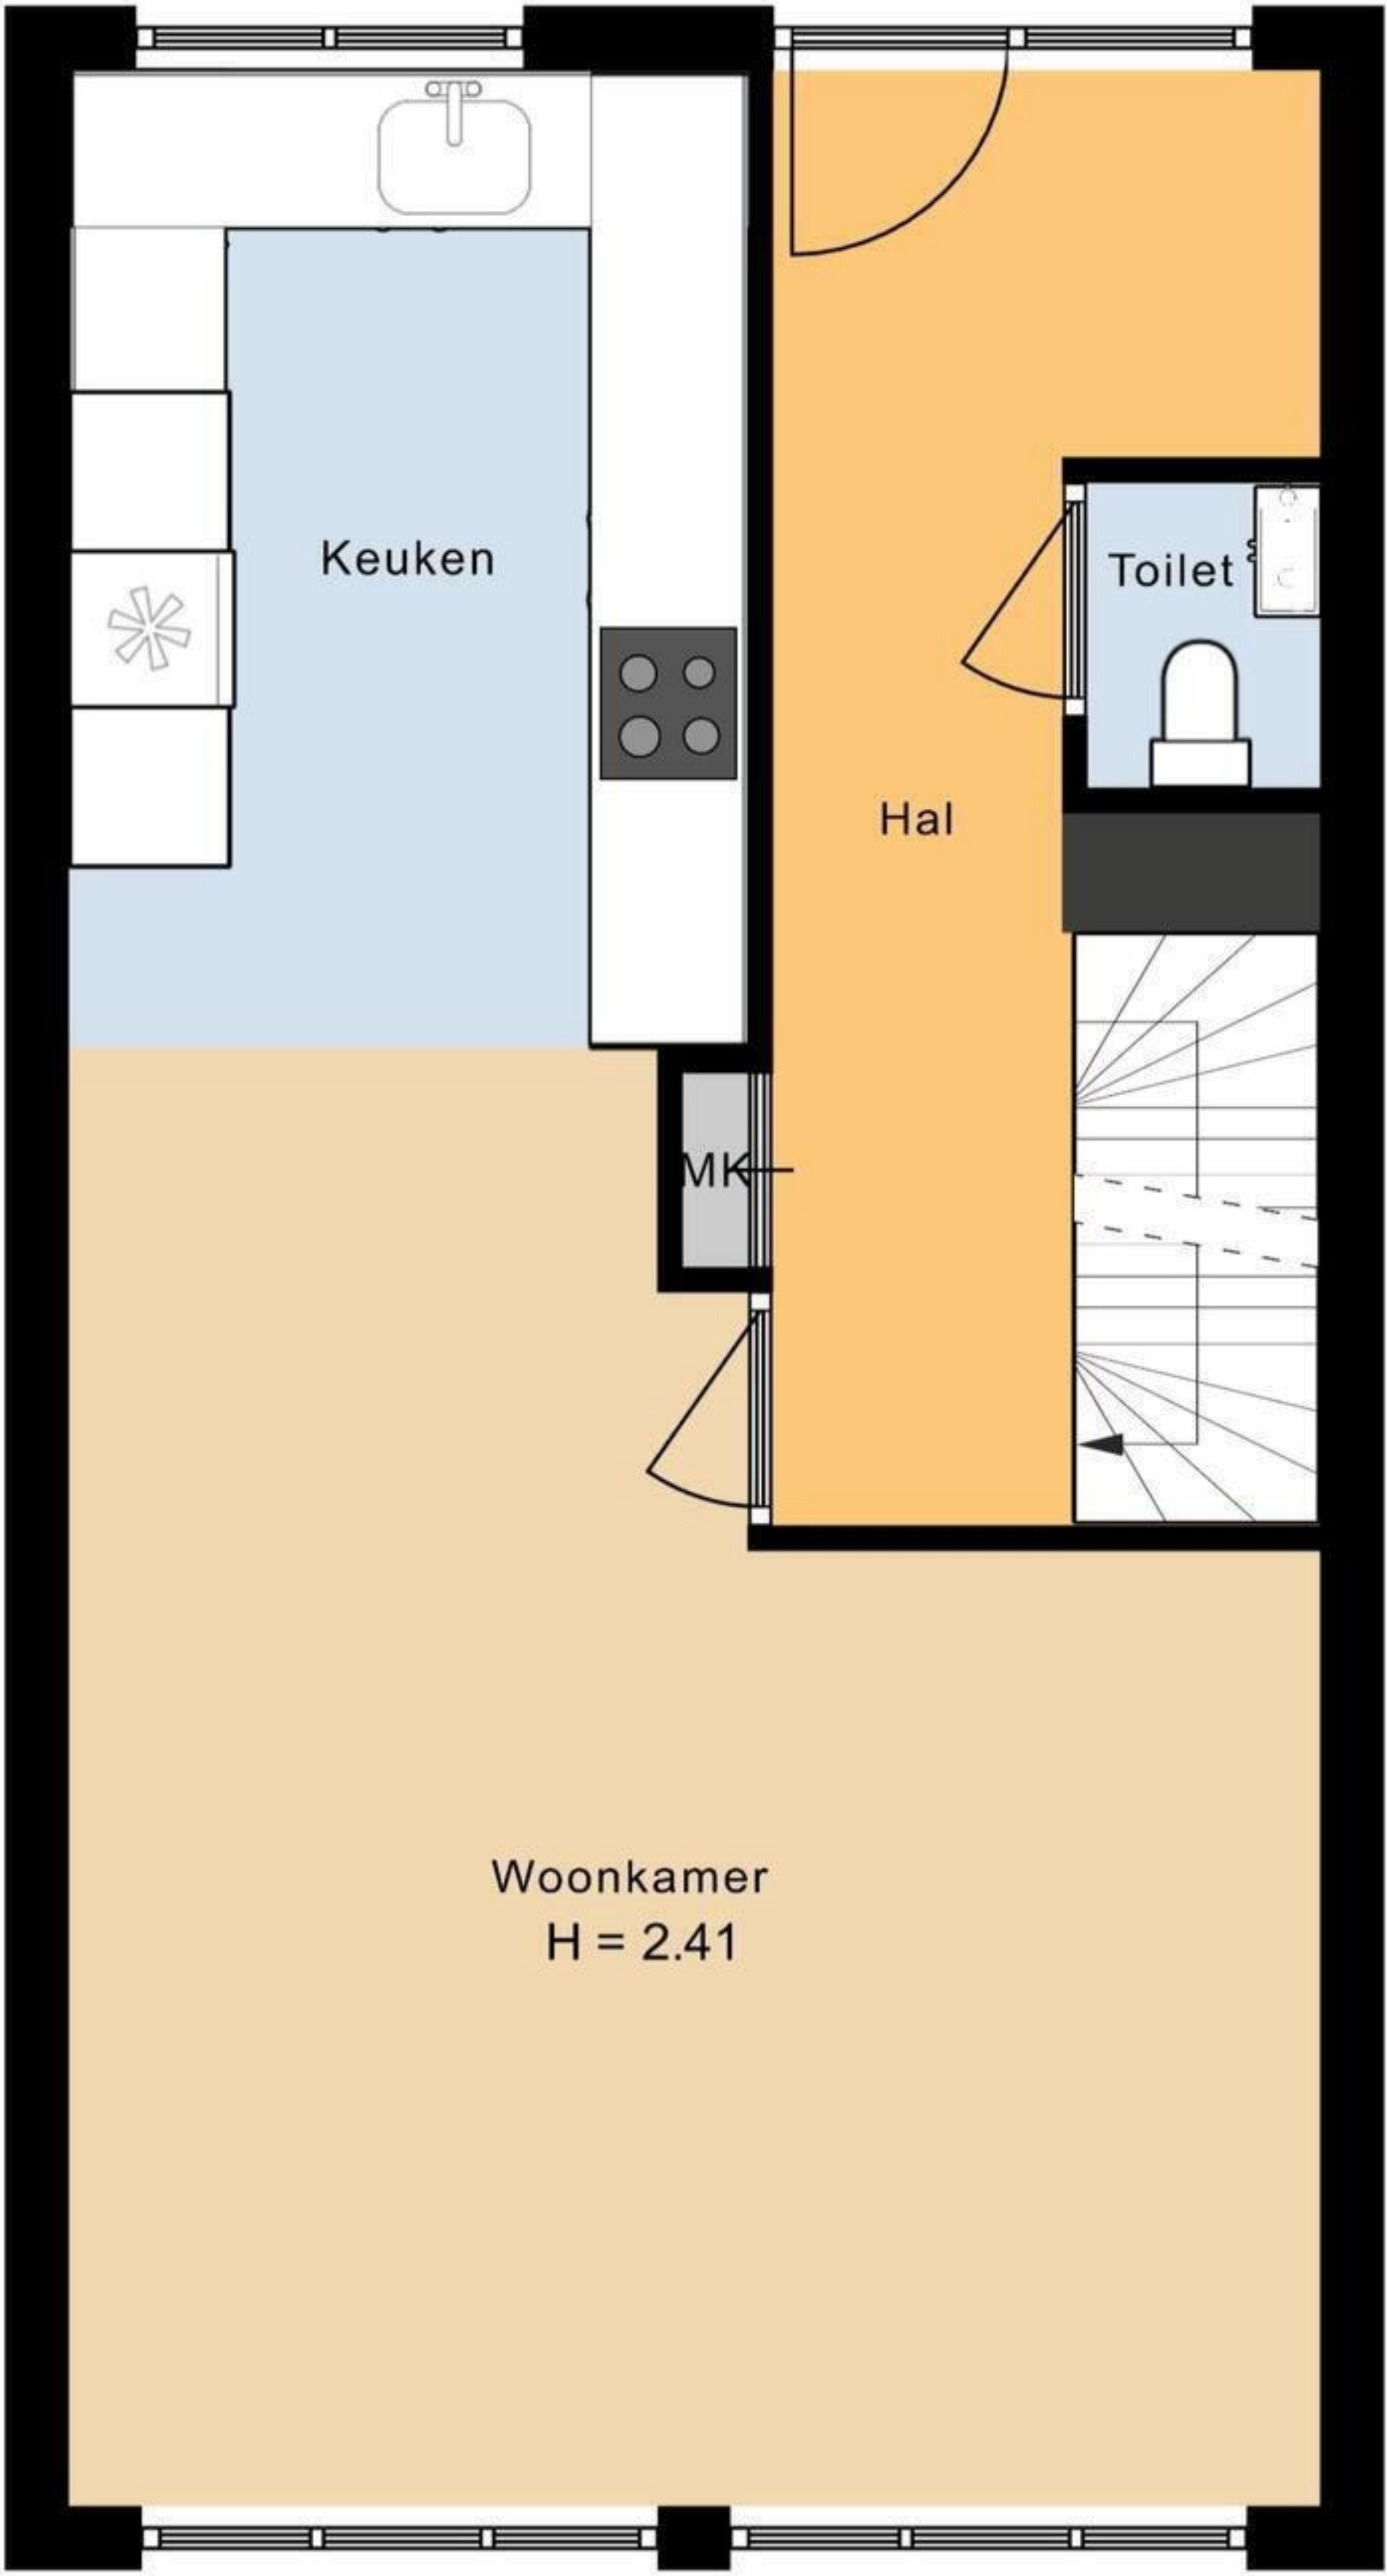 Keuken
Toilet
Hal
MK
Woonkamer
H = 2.41